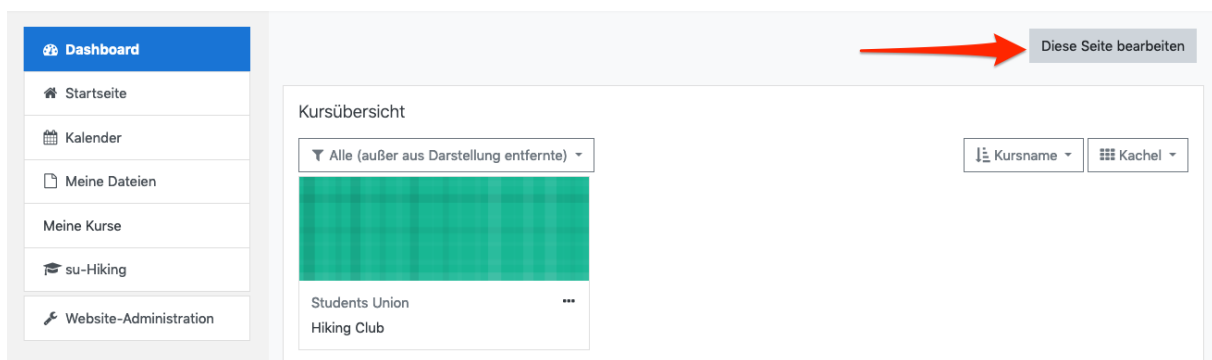 Dashboard
Startseite
Kalender
Meine Dateien
Meine Kurse
su-Hiking
Website-Administration
Diese Seite bearbeiten
Kursübersicht
Alle (außer aus Darstellung entfernte)
Kursname
Kachel
Students Union
Hiking Club